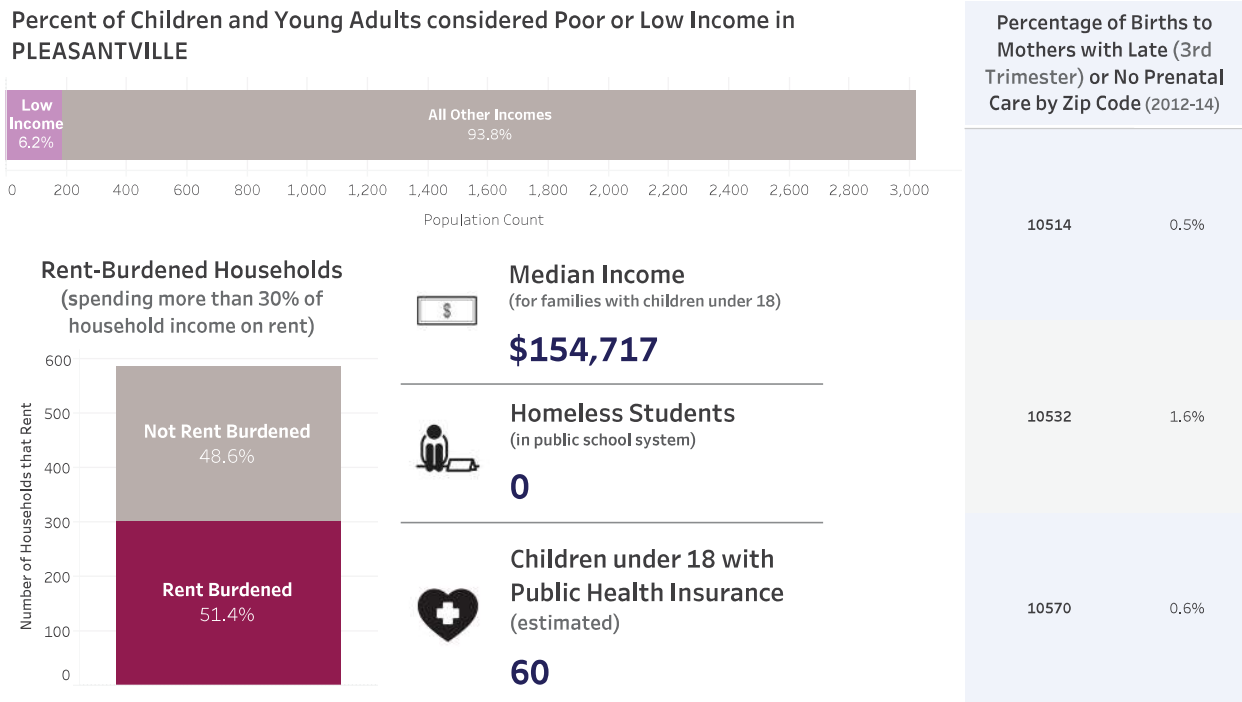 Percent of Children and Young Adults considered Poor or Low Income in
PLEASANTVILLE
Low
Income
6.2%
All Other Incomes
93.8%
0 200 400 600 800 1,000 1,200 1,400 1,600 1,800 2,000 2,200 2,400 2,600 2,800 3,000
Population Count
Rent-Burdened Households
(spending more than 30% of
household income on rent)
Number of Households that Rent
600
500
400
300
200
100
0
Not Rent Burdened
48.6%
Rent Burdened
51.4%
$
Median Income
(for families with children under 18)
$154,717
Homeless Students
(in public school system)
0
Children under 18 with
Public Health Insurance
(estimated)
60
Percentage of Births to
Mothers with Late (3rd
Trimester) or No Prenatal
Care by Zip Code (2012-14)
10514 0.5%
10532 1.6%
10570 0.6%